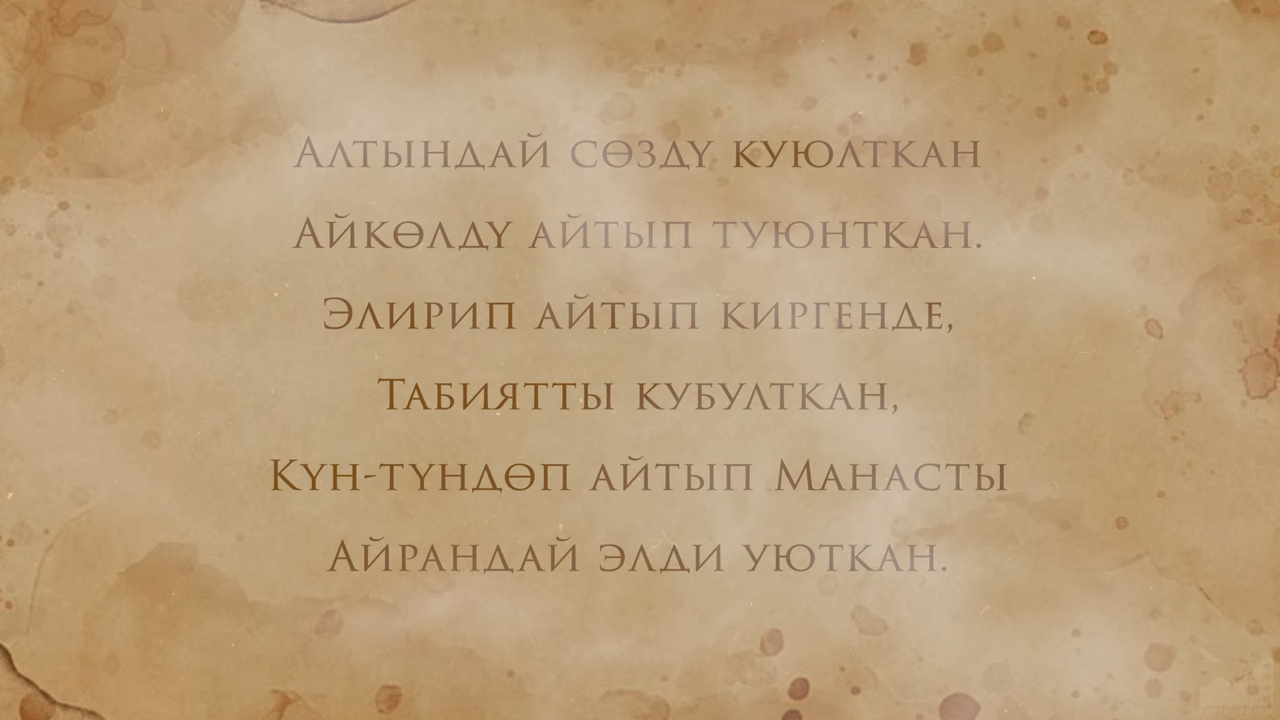 Алтындай сөздү куюлткан
Айкөлдү айтып туюнткан.
Элирип айтып киргенде,
Табиятты кубулткан,
Күн-түндөп айтып Манасты
Айрандай элди уюткан.